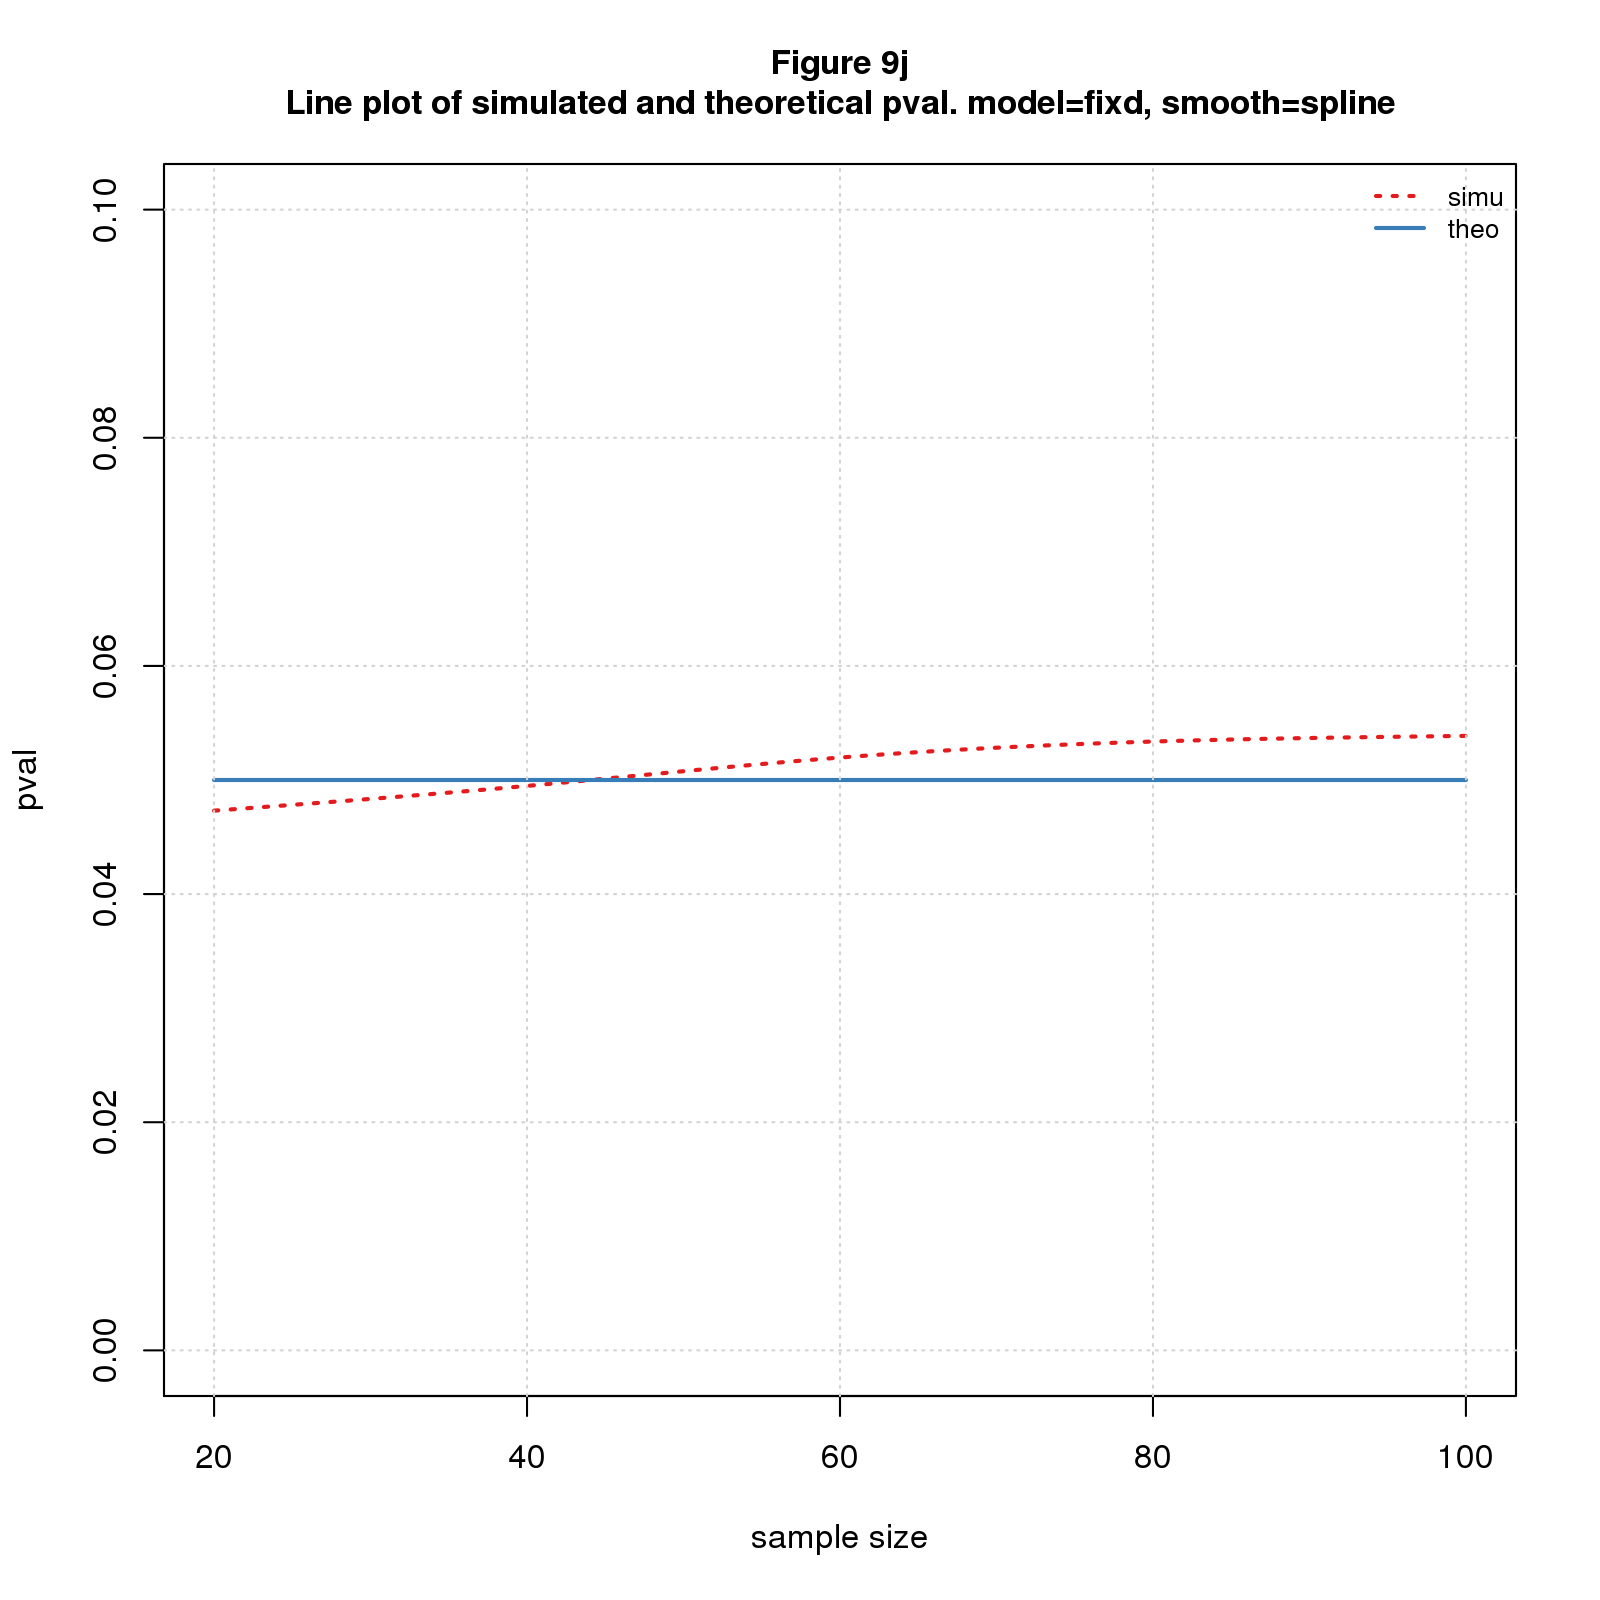 Figure 9j
Line plot of simulated and theoretical pval. model=fixd, smooth=spline
simu
theo
0.10
0.08
0.06
0.04
0.02
0.00
pval
20 40 60 80 100
sample size